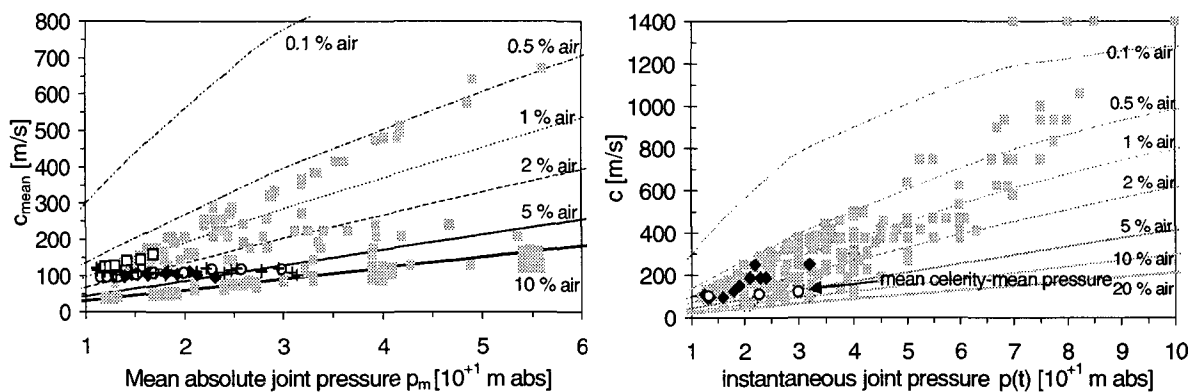 800
700
600
500
400
300
200
100
0
c_mean [m/s]
0.1 % air
0.5 % air
1 % air
2 % air
5 % air
10 % air
1 2 3 4 5 6
Mean absolute joint pressure p_m [10^+1 m abs]
1400
1200
1000
800
600
400
200
0
c [m/s]
0.1 % air
0.5 % air
1 % air
2 % air
5 % air
10 % air
20 % air
mean celerity-mean pressure
1 2 3 4 5 6 7 8 9 10
instantaneous joint pressure p(t) [10^+1 m abs]